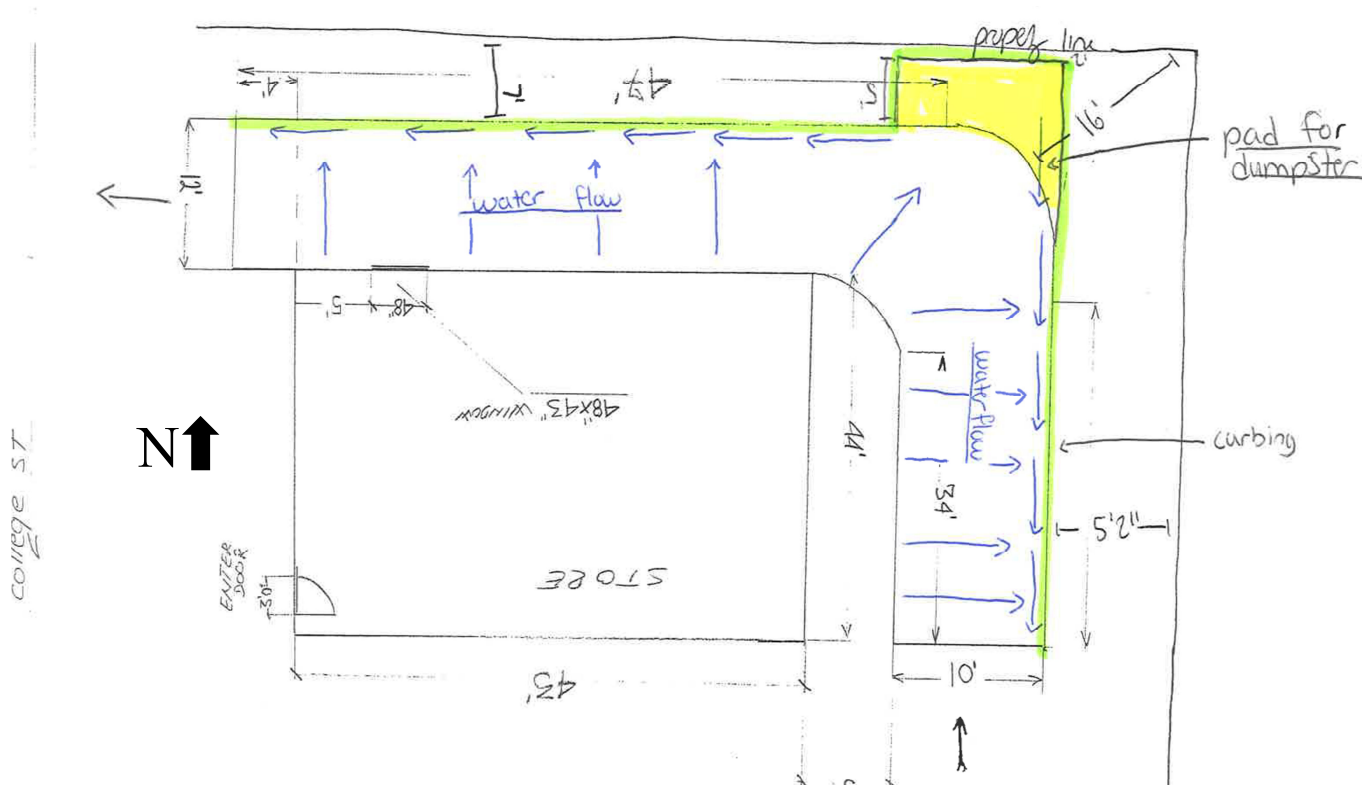 property line
2'
4'
47'
7'
5'
16'
pad for
dumpster
12'
water flow
5'
48"
48"x43" WINDOW
44'
water flow
34'
curbing
5'2"
N
College ST
ENTER
DOOR
3'0"
STORE
43'
10'